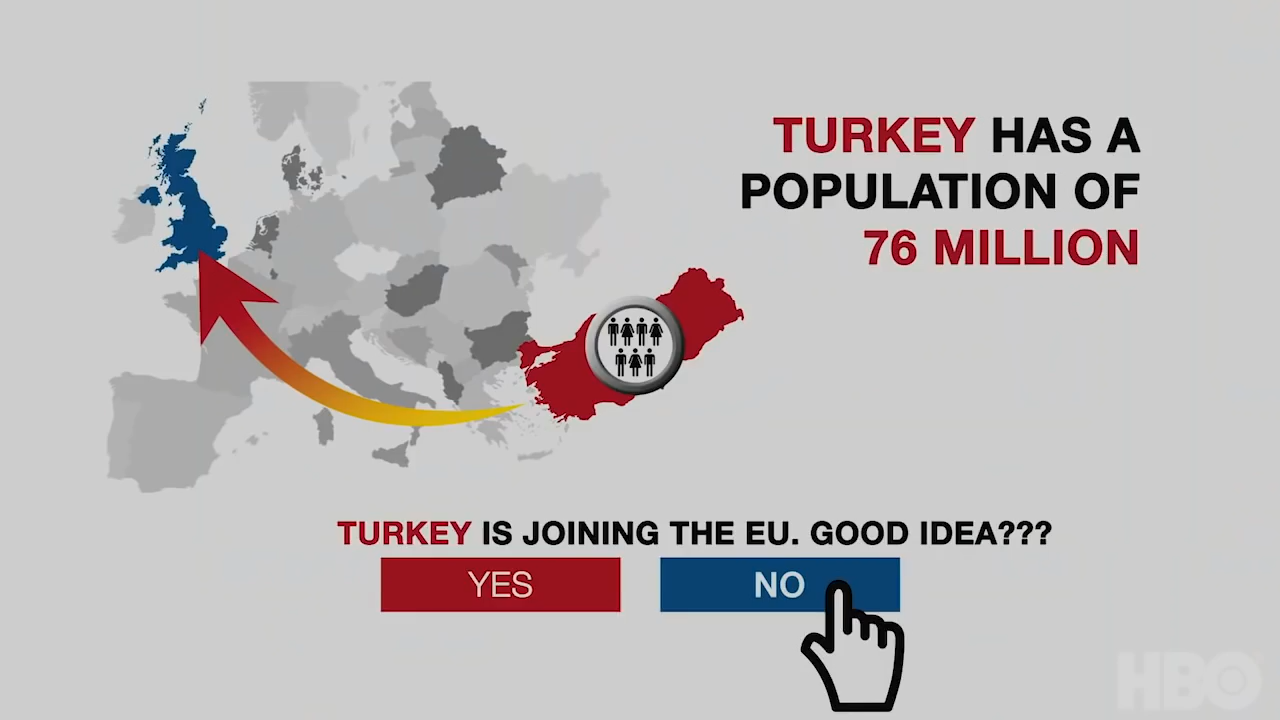 TURKEY HAS A
POPULATION OF
76 MILLION
TURKEY IS JOINING THE EU. GOOD IDEA???
YES
NO
HBO